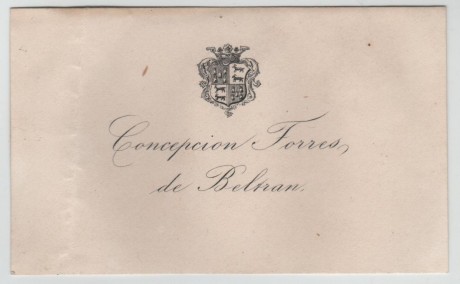 Concepcion Torres,
de Beltran.